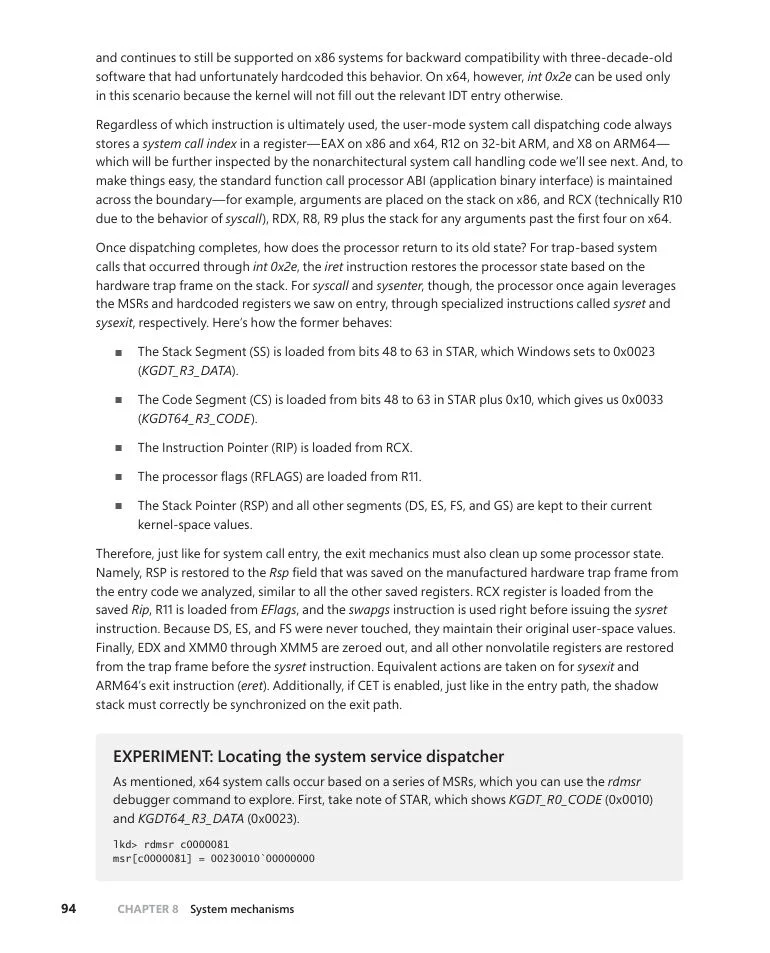 and continues to still be supported on x86 systems for backward compatibility with three-decade-old
software that had unfortunately hardcoded this behavior. On x64, however, int 0x2e can be used only
in this scenario because the kernel will not fill out the relevant IDT entry otherwise.
Regardless of which instruction is ultimately used, the user-mode system call dispatching code always
stores a system call index in a register—EAX on x86 and x64, R12 on 32-bit ARM, and X8 on ARM64—
which will be further inspected by the nonarchitectural system call handling code we'll see next. And, to
make things easy, the standard function call processor ABI (application binary interface) is maintained
across the boundary—for example, arguments are placed on the stack on x86, and RCX (technically R10
due to the behavior of syscall), RDX, R8, R9 plus the stack for any arguments past the first four on x64.
Once dispatching completes, how does the processor return to its old state? For trap-based system
calls that occurred through int 0x2e, the iret instruction restores the processor state based on the
hardware trap frame on the stack. For syscall and sysenter, though, the processor once again leverages
the MSRs and hardcoded registers we saw on entry, through specialized instructions called sysret and
sysexit, respectively. Here's how the former behaves:
■ The Stack Segment (SS) is loaded from bits 48 to 63 in STAR, which Windows sets to 0x0023
(KGDT_R3_DATA).
■ The Code Segment (CS) is loaded from bits 48 to 63 in STAR plus 0x10, which gives us 0x0033
(KGDT64_R3_CODE).
■ The Instruction Pointer (RIP) is loaded from RCX.
■ The processor flags (RFLAGS) are loaded from R11.
■ The Stack Pointer (RSP) and all other segments (DS, ES, FS, and GS) are kept to their current
kernel-space values.
Therefore, just like for system call entry, the exit mechanics must also clean up some processor state.
Namely, RSP is restored to the Rsp field that was saved on the manufactured hardware trap frame from
the entry code we analyzed, similar to all the other saved registers. RCX register is loaded from the
saved Rip, R11 is loaded from EFlags, and the swapgs instruction is used right before issuing the sysret
instruction. Because DS, ES, and FS were never touched, they maintain their original user-space values.
Finally, EDX and XMM0 through XMM5 are zeroed out, and all other nonvolatile registers are restored
from the trap frame before the sysret instruction. Equivalent actions are taken on for sysexit and
ARM64's exit instruction (eret). Additionally, if CET is enabled, just like in the entry path, the shadow
stack must correctly be synchronized on the exit path.
EXPERIMENT: Locating the system service dispatcher
As mentioned, x64 system calls occur based on a series of MSRs, which you can use the rdmsr
debugger command to explore. First, take note of STAR, which shows KGDT_R0_CODE (0x0010)
and KGDT64_R3_DATA (0x0023).
lkd> rdmsr c0000081
msr[c0000081] = 00230010`00000000
94 CHAPTER 8 System mechanisms